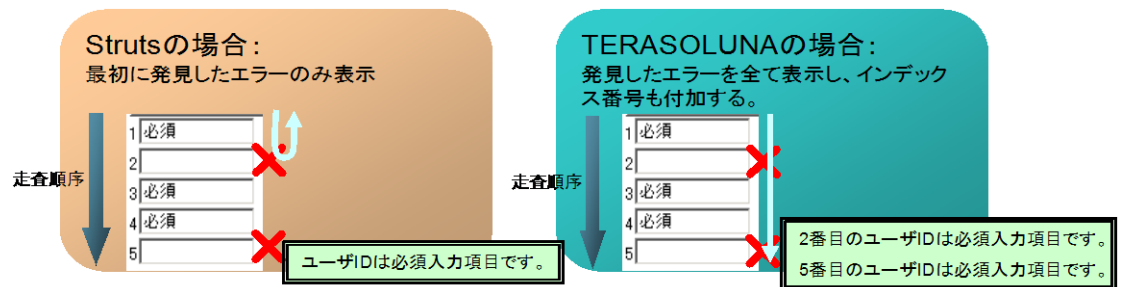 Strutsの場合：
最初に発見したエラーのみ表示
走査順序
1 必須
2
3 必須
4 必須
5
ユーザIDは必須入力項目です。
TERASOLUNAの場合：
発見したエラーを全て表示し、インデック
ス番号も付加する。
走査順序
1 必須
2
3 必須
4 必須
5
2番目のユーザIDは必須入力項目です。
5番目のユーザIDは必須入力項目です。